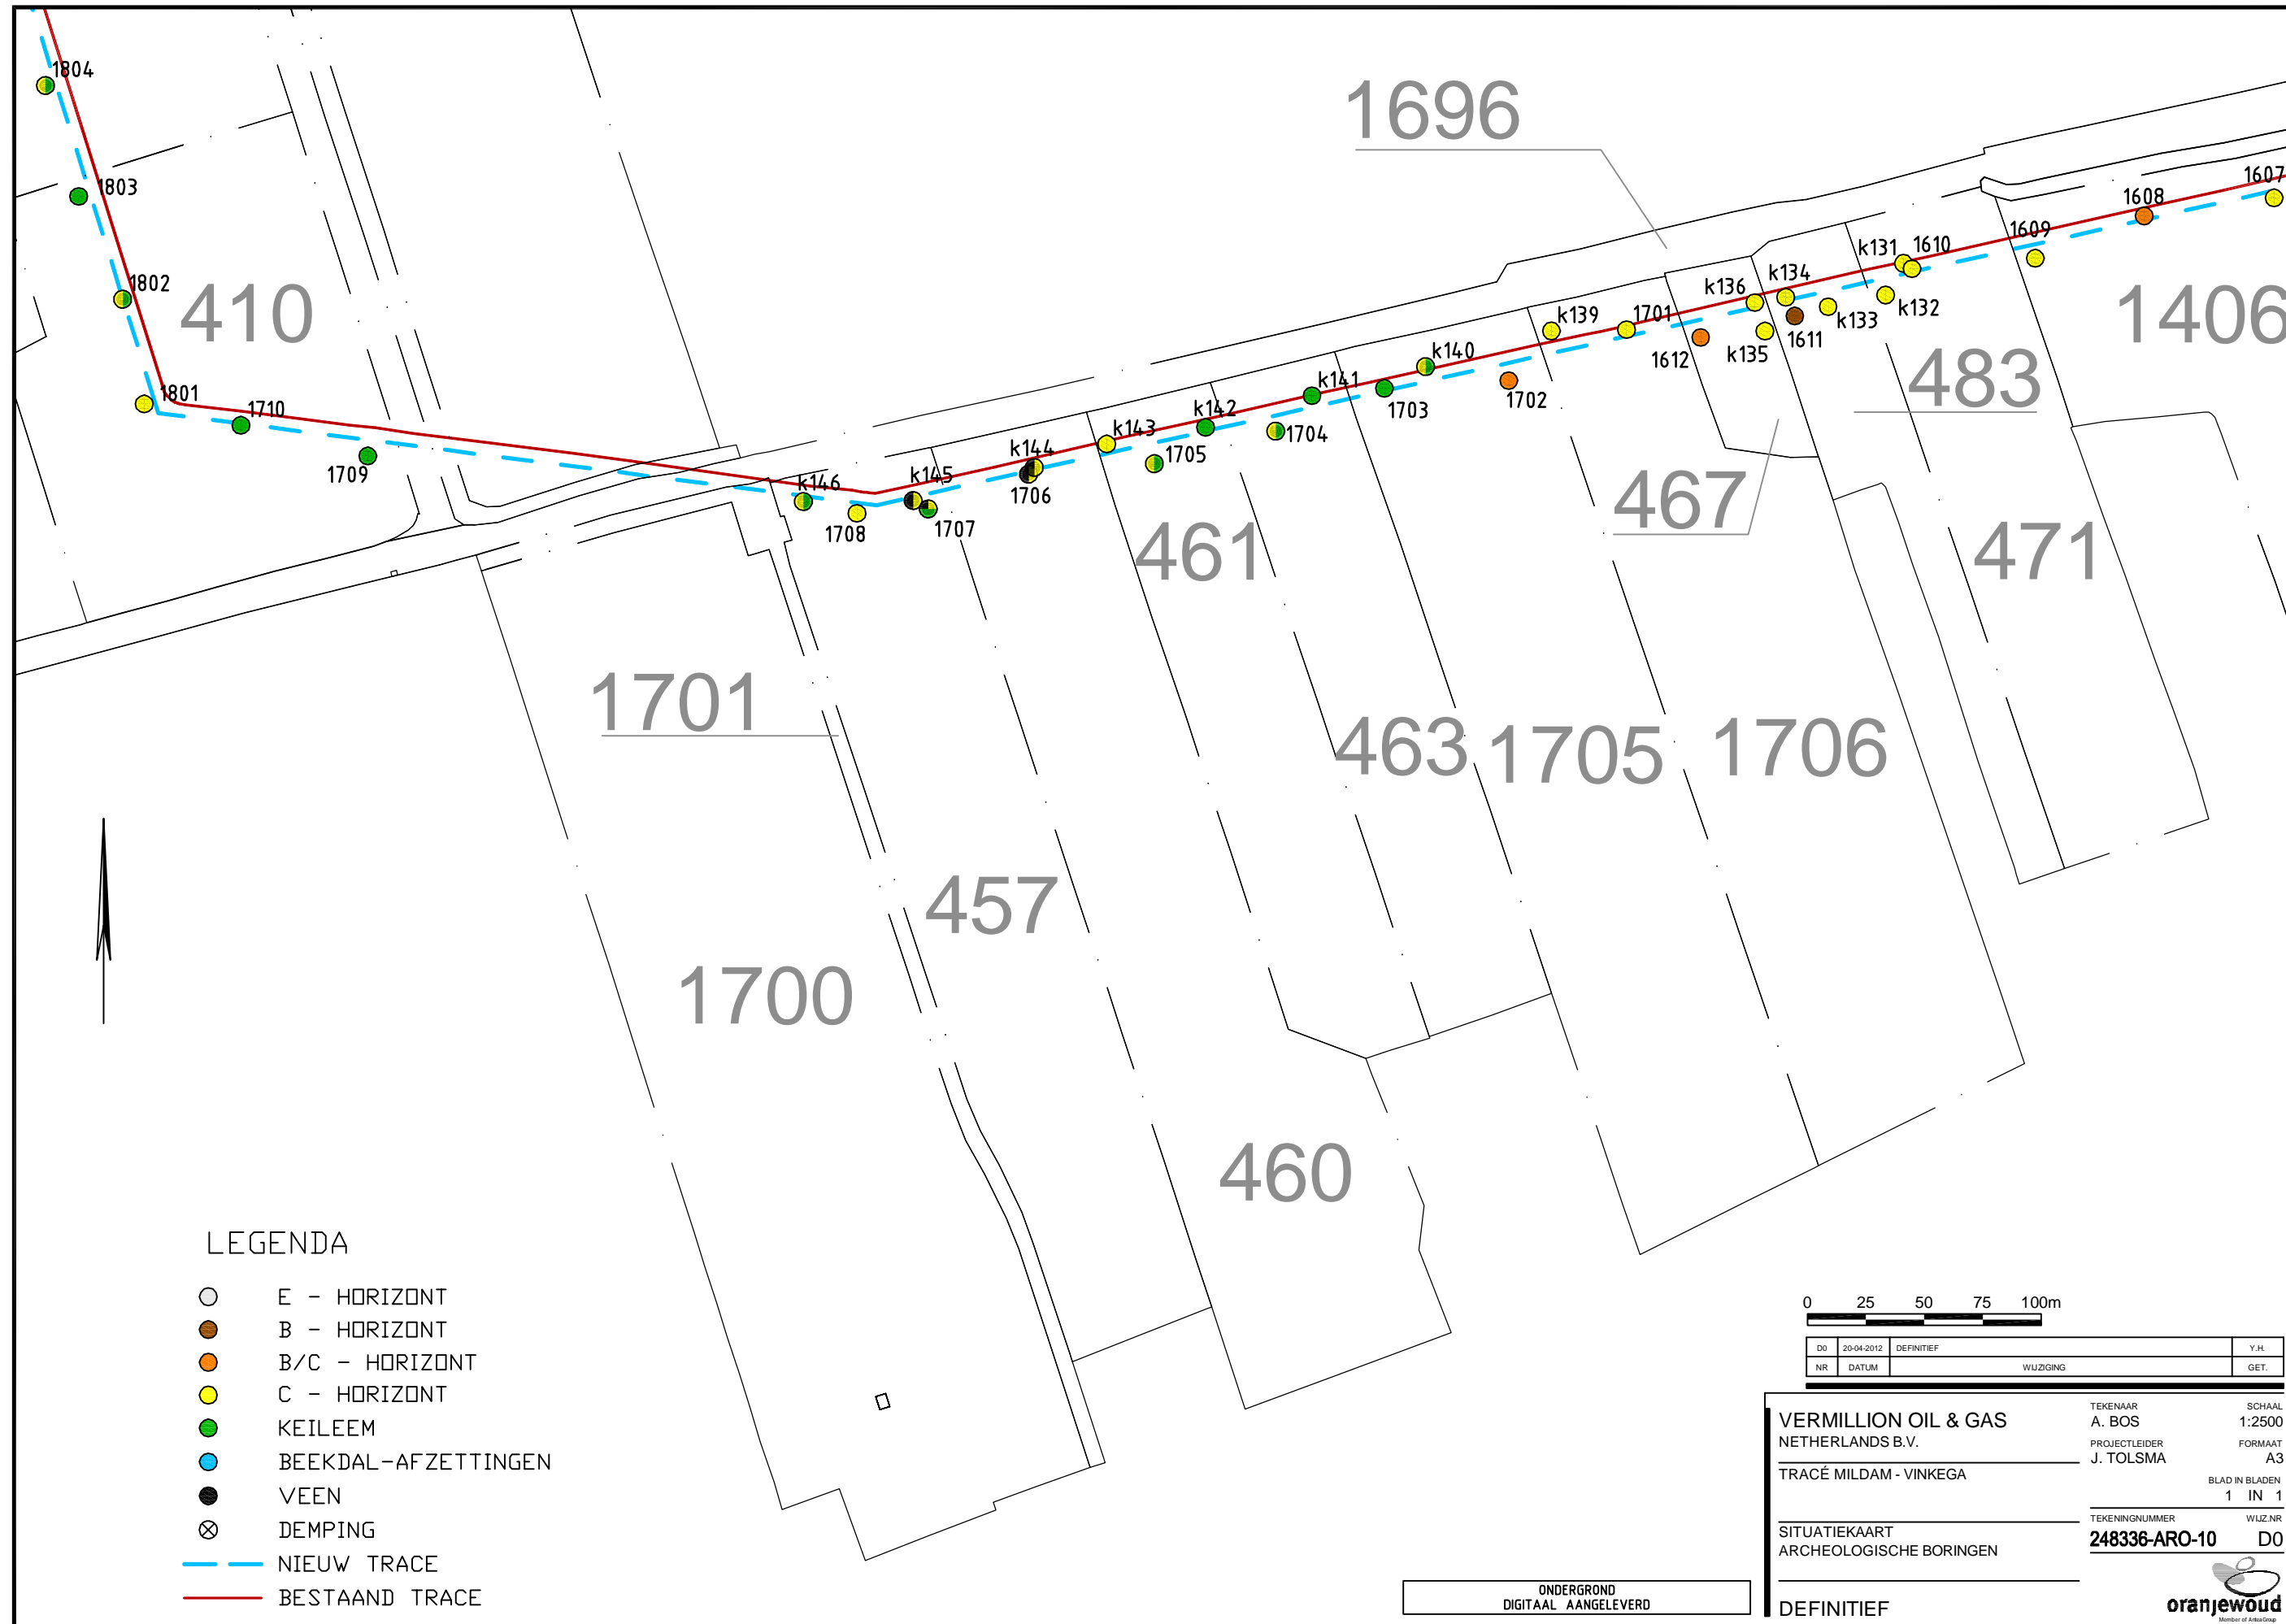 1804
1803
1802
410
1801
1710
1709
1696
1607
1608
1609
1406
k131 1610
k134
k136
k132
k133
1611
k135
1612
483
k139
1701
1702
467
471
k140
1703
k141
1704
k142
1705
k143
461
k144
1706
k145
1707
k146
1708
1701
463
1705
1706
457
1700
460
LEGENDA
E - HORIZONT
B - HORIZONT
B/C - HORIZONT
C - HORIZONT
KEILEEM
BEEKDAL-AFZETTINGEN
VEEN
DEMPING
NIEUW TRACE
BESTAAND TRACE
0 25 50 75 100m
D0 20-04-2012 DEFINITIEF Y.H.
NR DATUM WIJZIGING GET.
VERMILLION OIL & GAS
NETHERLANDS B.V.
TRACÉ MILDAM - VINKEGA
SITUATIEKAART
ARCHEOLOGISCHE BORINGEN
DEFINITIEF
TEKENAAR SCHAAL
A. BOS 1:2500
PROJECTLEIDER FORMAAT
J. TOLSMA A3
BLAD IN BLADEN
1 IN 1
TEKENINGNUMMER WIJZ.NR
248336-ARO-10 D0
oranjewoud
Member of Antea Group
ONDERGROND
DIGITAAL AANGELEVERD